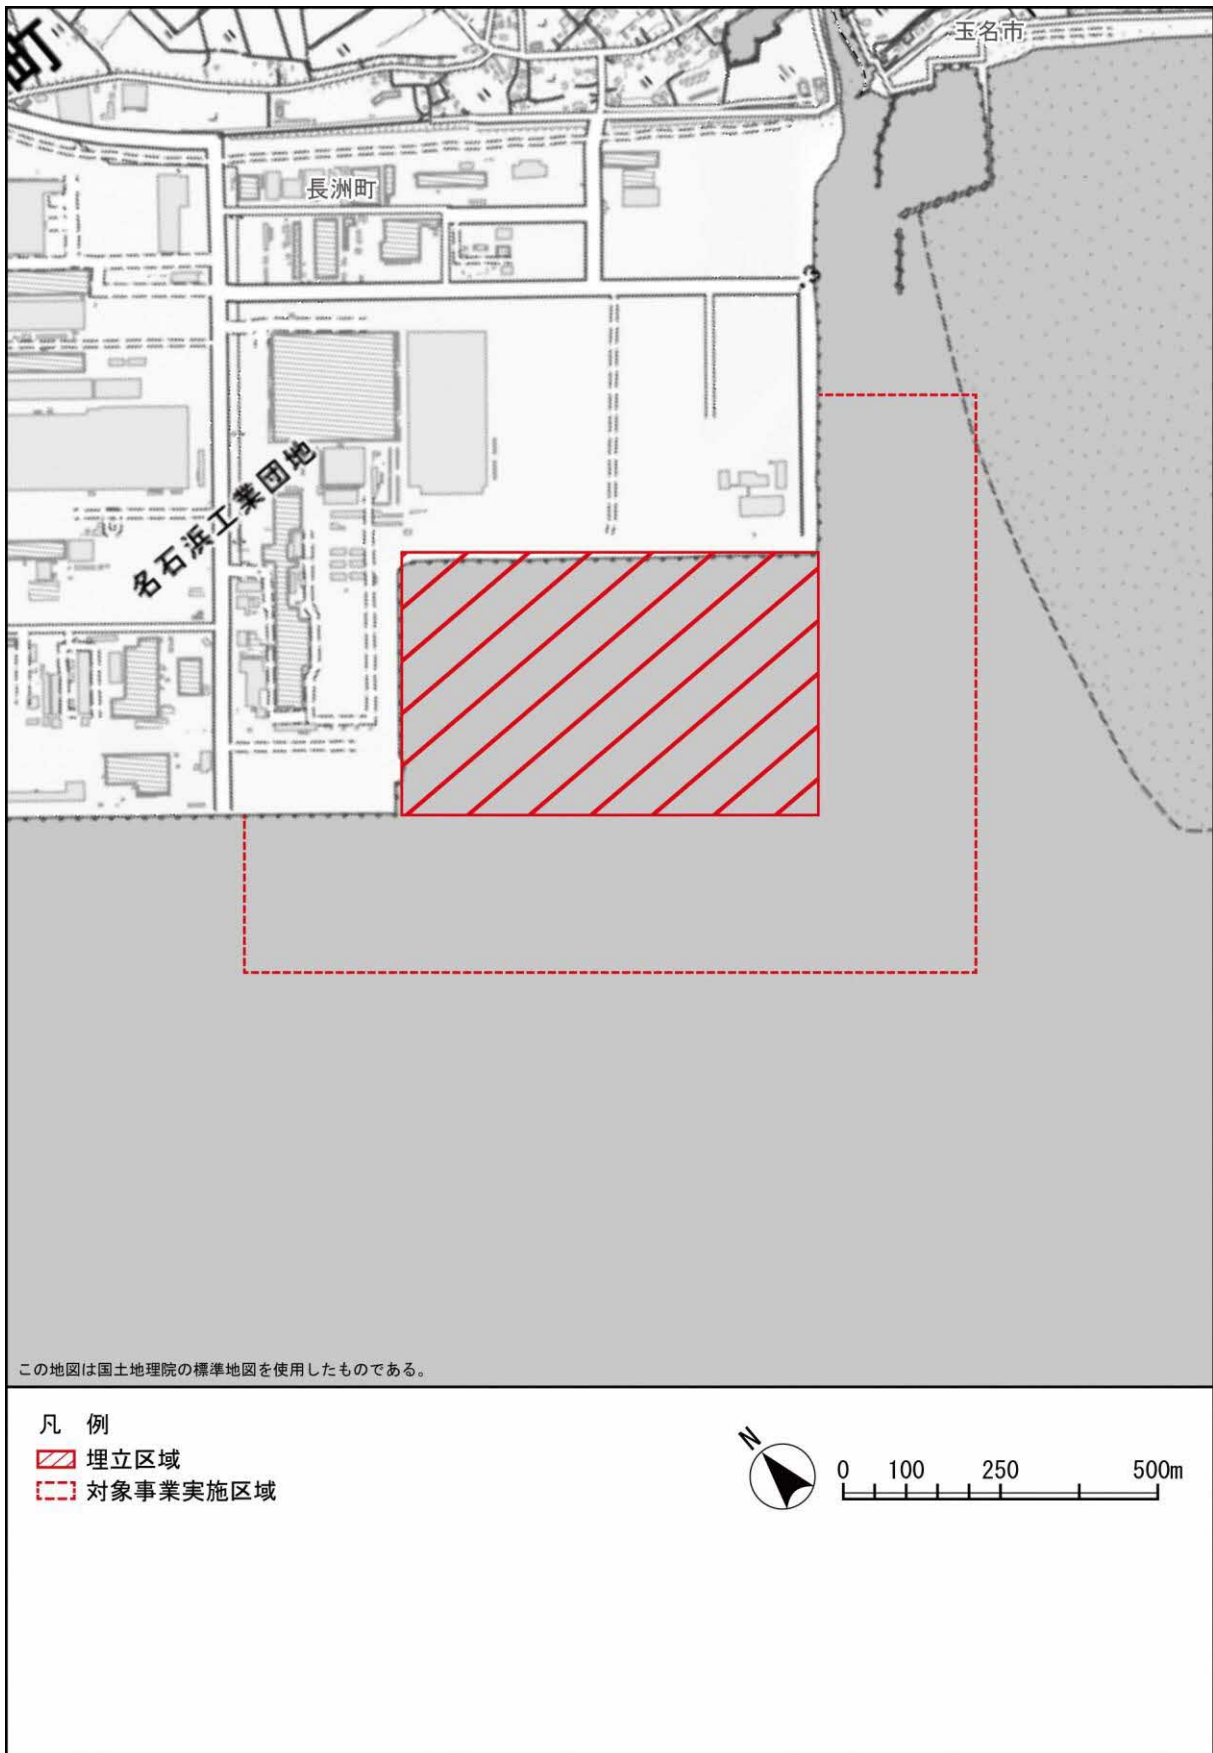 町
玉名市
長洲町
名石浜工業団地
この地図は国土地理院の標準地図を使用したものである。
凡 例
埋立区域
対象事業実施区域
N
0 100 250 500m